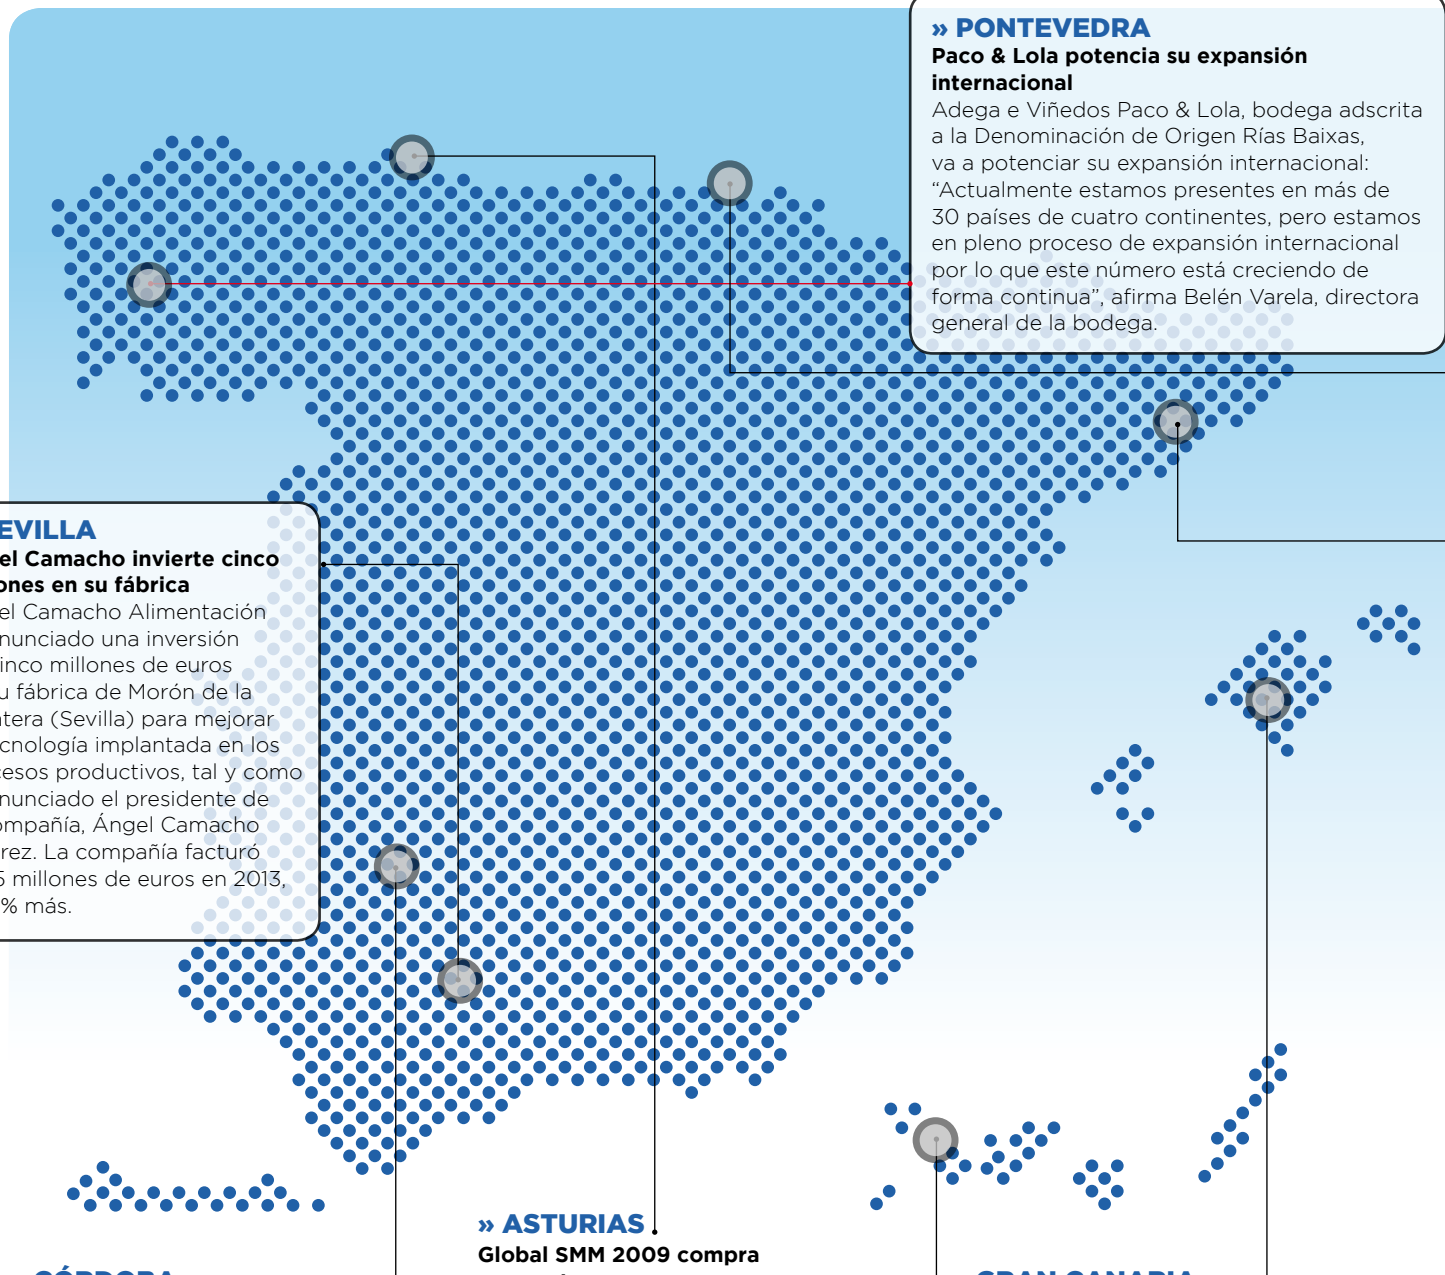 » PONTEVEDRA
Paco & Lola potencia su expansión
internacional
Adega e Viñedos Paco & Lola, bodega adscrita
a la Denominación de Origen Rías Baixas,
va a potenciar su expansión internacional:
“Actualmente estamos presentes en más de
30 países de cuatro continentes, pero estamos
en pleno proceso de expansión internacional
por lo que este número está creciendo de
forma continua”, afirma Belén Varela, directora
general de la bodega.
EVILLA
el Camacho invierte cinco
ones en su fábrica
el Camacho Alimentación
nunciado una inversión
inco millones de euros
u fábrica de Morón de la
tera (Sevilla) para mejorar
cnología implantada en los
cesos productivos, tal y como
nunciado el presidente de
ompañía, Ángel Camacho
rez. La compañía facturó
5 millones de euros en 2013,
% más.
» ASTURIAS
Global SMM 2009 compra
CÓRDOBA
GRAN CANARIA